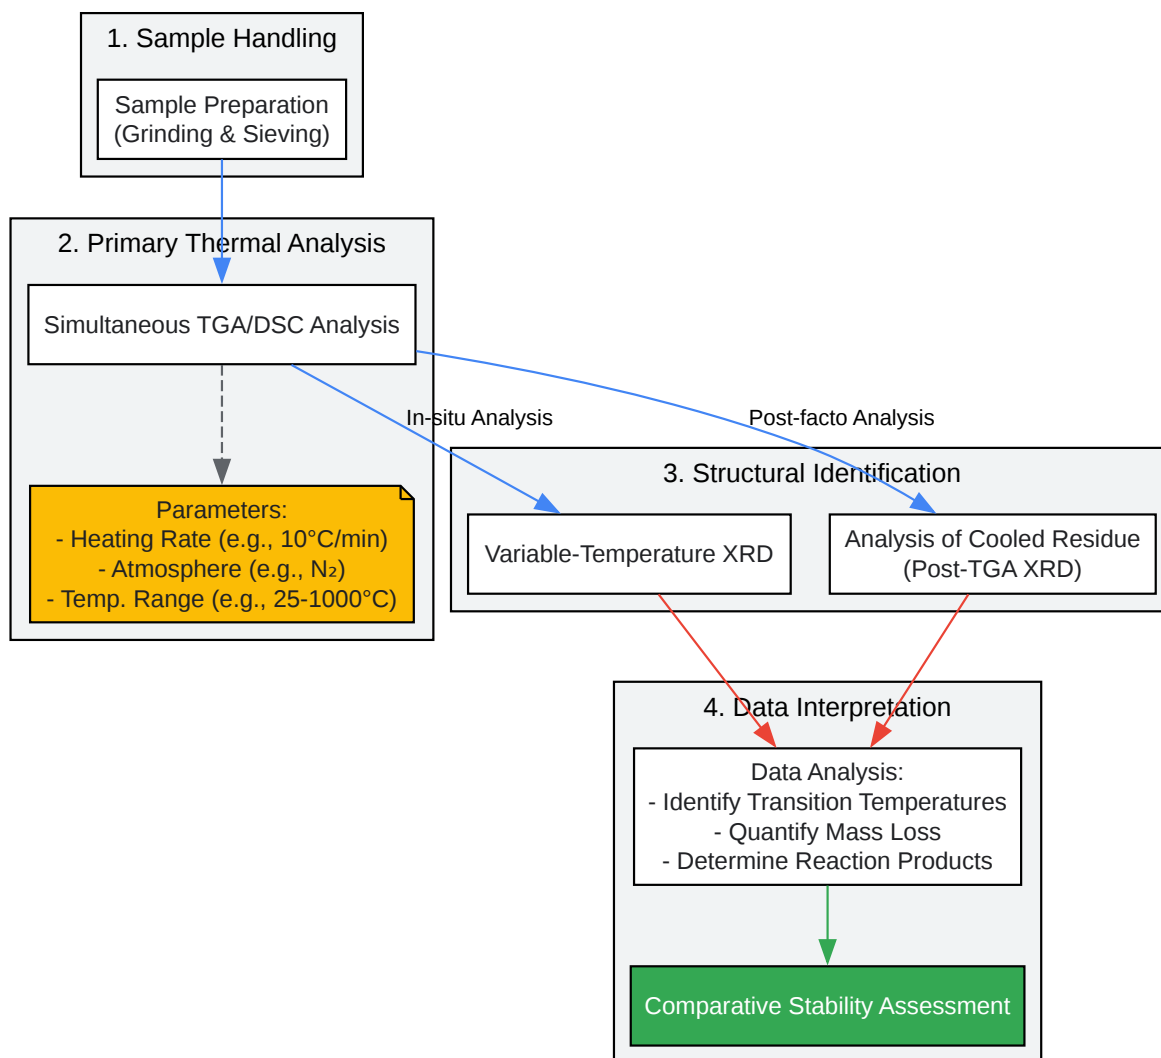 1. Sample Handling
Sample Preparation
(Grinding & Sieving)
2. Primary Thermal Analysis
Simultaneous TGA/DSC Analysis
In-situ Analysis
Post-facto Analysis
Parameters:
- Heating Rate (e.g., 10°C/min)
- Atmosphere (e.g., N₂)
- Temp. Range (e.g., 25-1000°C)
3. Structural Identification
Variable-Temperature XRD
Analysis of Cooled Residue
(Post-TGA XRD)
4. Data Interpretation
Data Analysis:
- Identify Transition Temperatures
- Quantify Mass Loss
- Determine Reaction Products
Comparative Stability Assessment